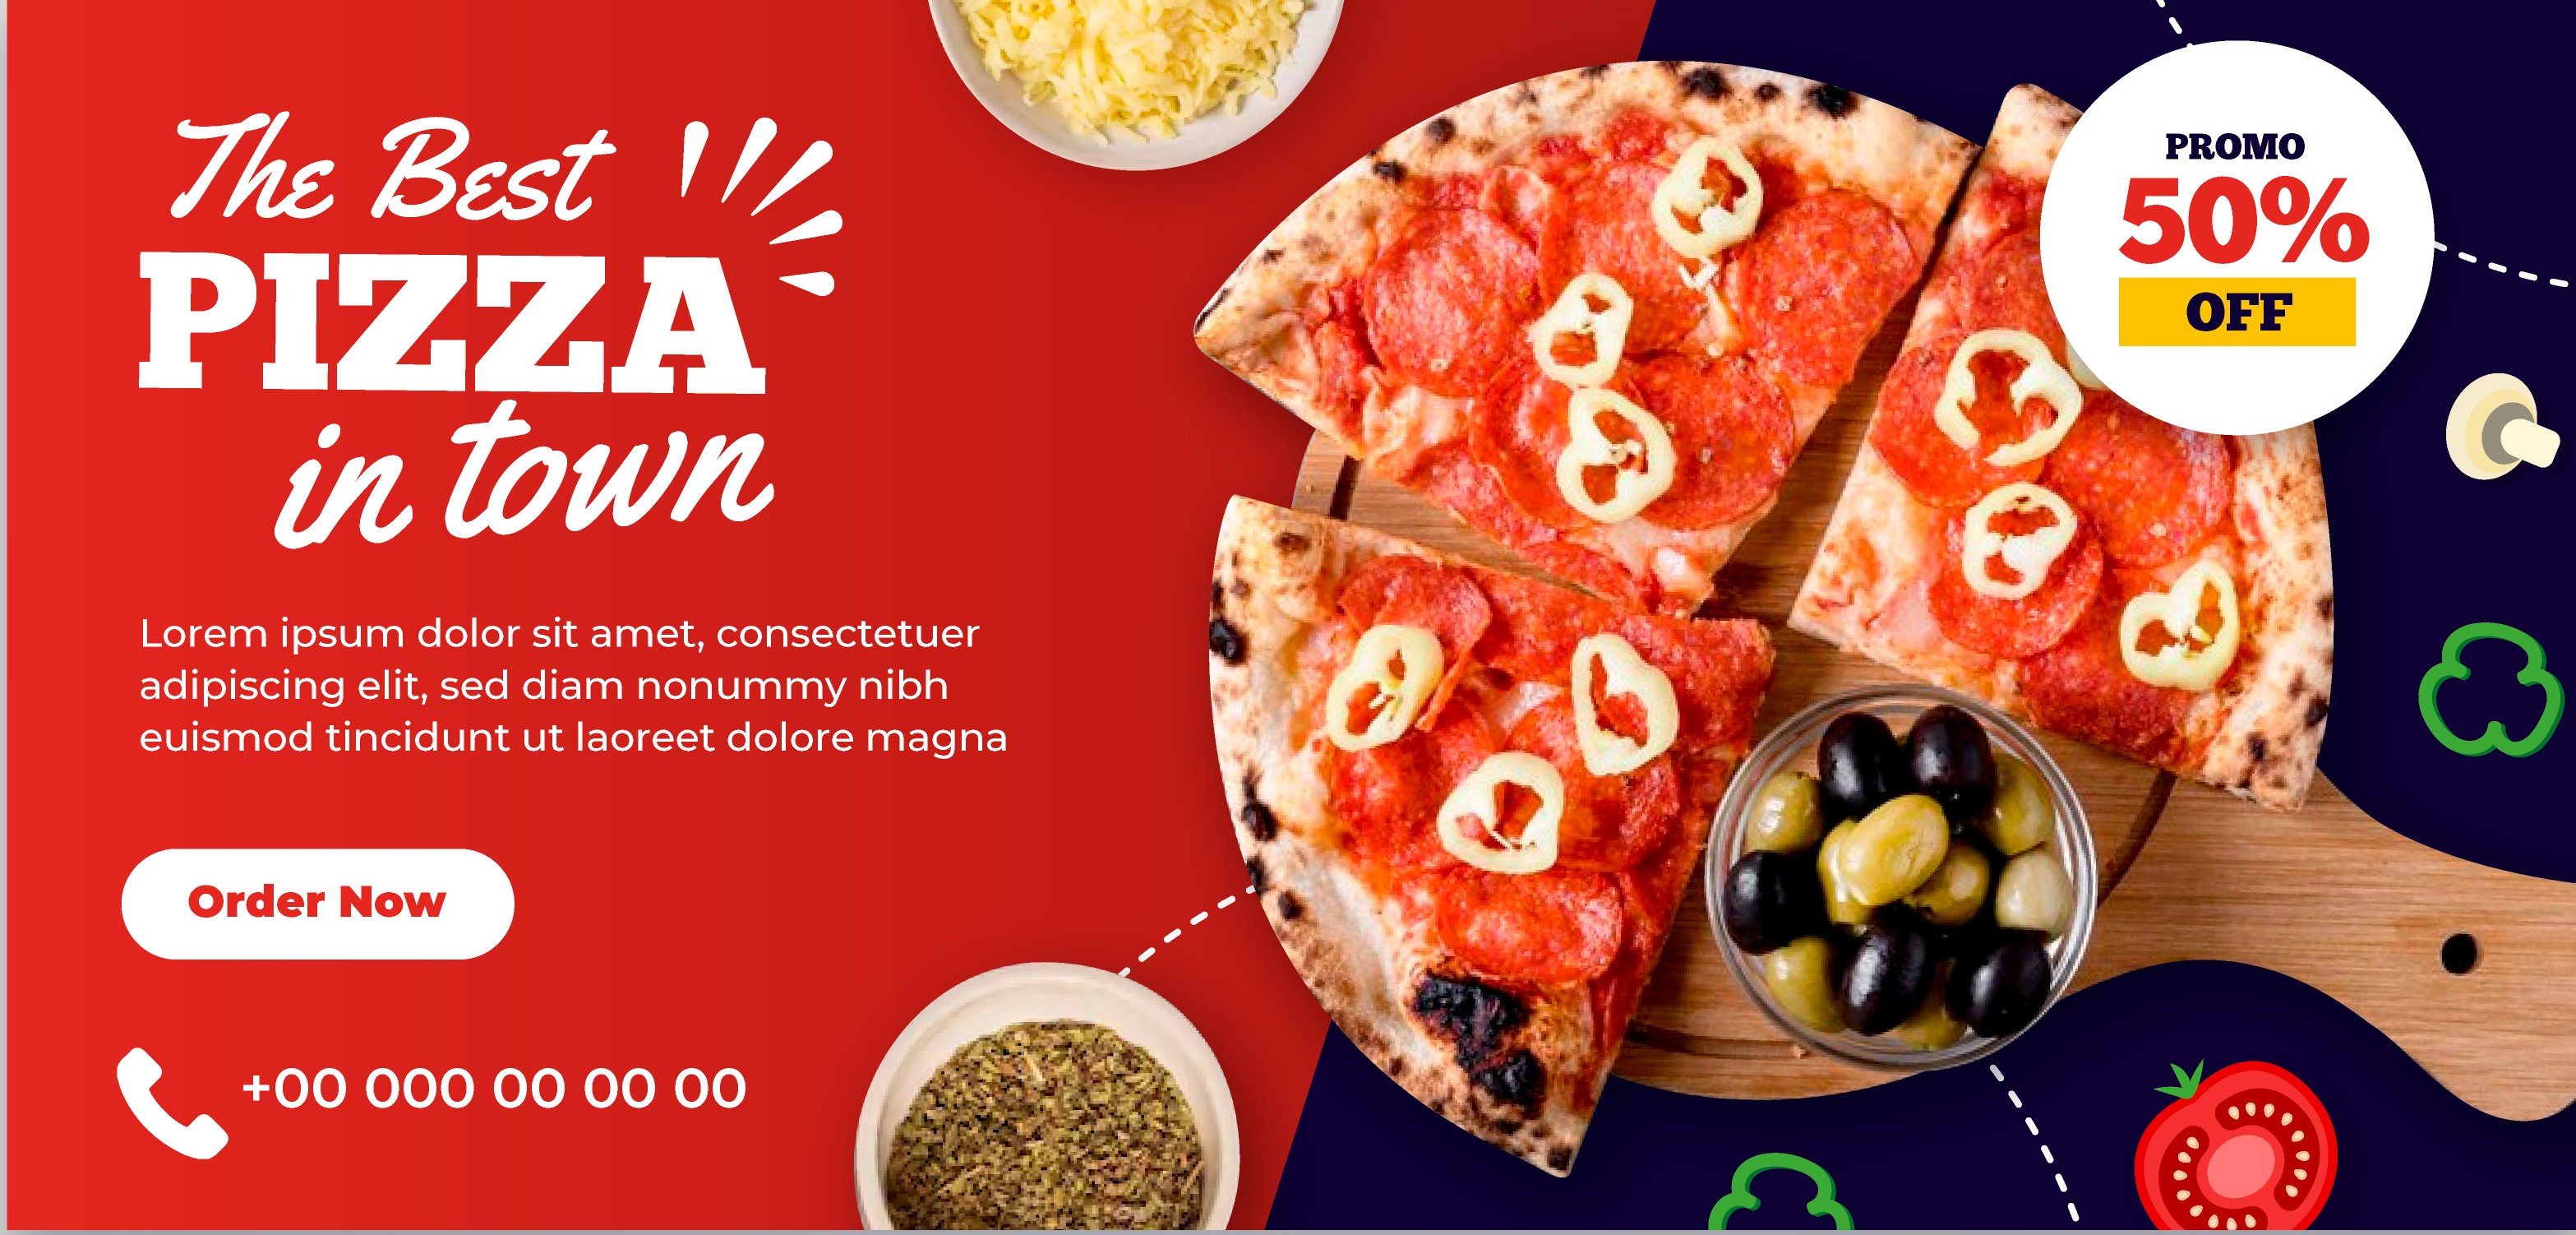 The Best
PIZZA
in town
Lorem ipsum dolor sit amet, consectetuer
adipiscing elit, sed diam nonummy nibh
euismod tincidunt ut laoreet dolore magna
Order Now
+00 000 00 00 00
PROMO
50%
OFF